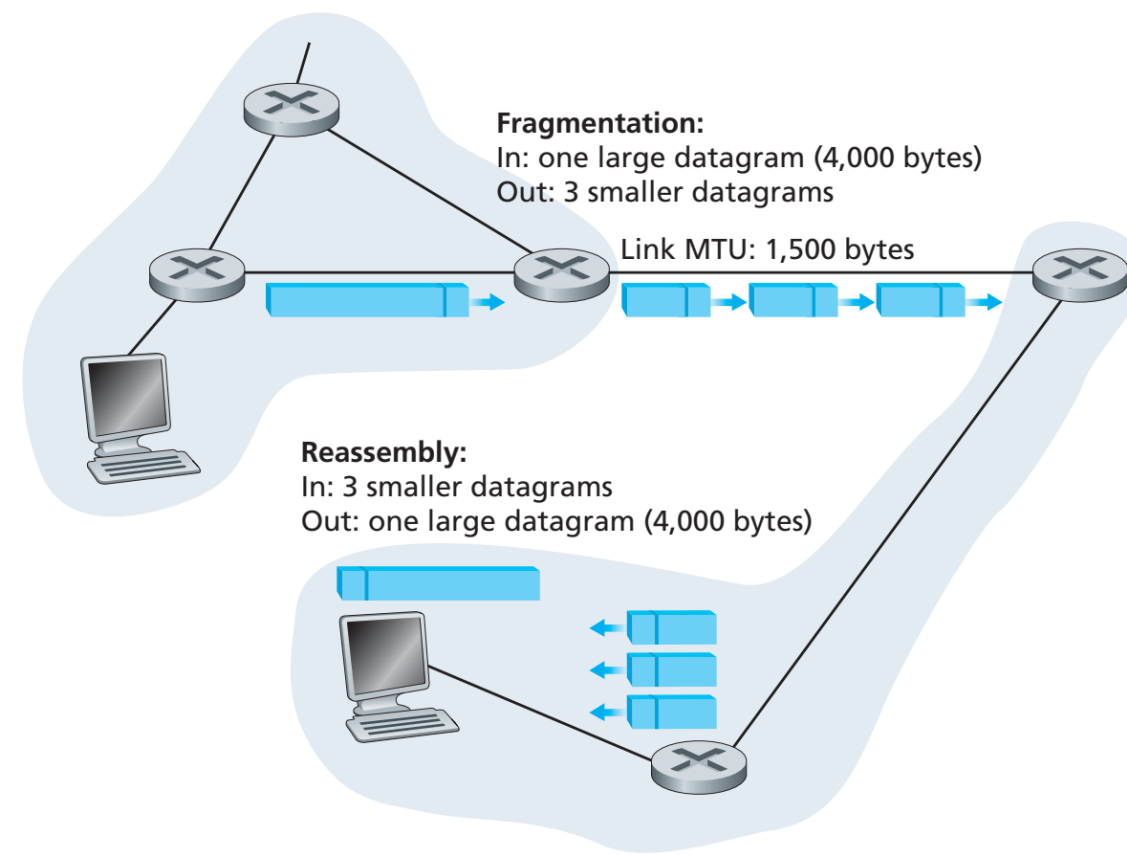 Fragmentation:
In: one large datagram (4,000 bytes)
Out: 3 smaller datagrams
Link MTU: 1,500 bytes
Reassembly:
In: 3 smaller datagrams
Out: one large datagram (4,000 bytes)